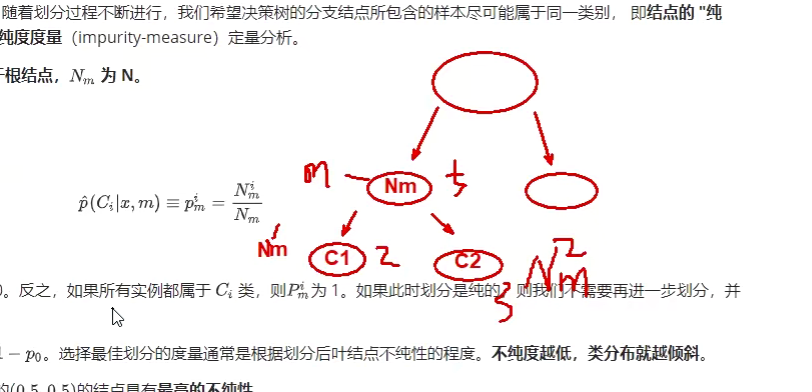 随着划分过程不断进行，我们希望决策树的分支结点所包含的样本尽可能属于同一类别， 即结点的 "纯
纯度度量（impurity-measure）定量分析。
根结点，N_m 为 N。
m
Nm
5
p̂(C_i|x, m) ≡ p_m^i = N_m^i / N_m
Nm
C1
2
C2
N_m^2
3
。反之，如果所有实例都属于 C_i 类，则P_m^i 为 1。如果此时划分是纯的，则我们不需要再进一步划分，并
− p_0。选择最佳划分的度量通常是根据划分后叶结点不纯性的程度。不纯度越低，类分布就越倾斜。
的(0.5, 0.5)的结点具有最高的不纯性